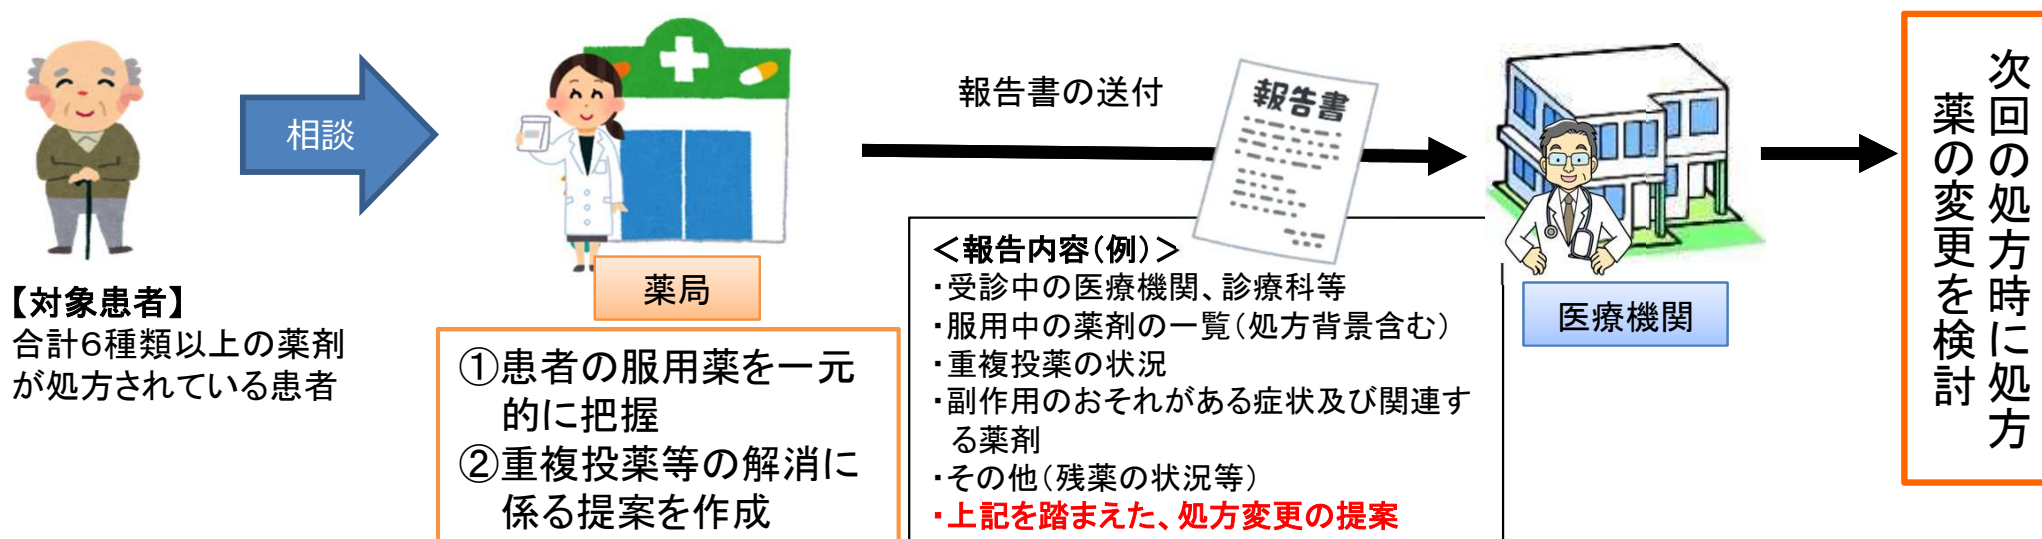 【対象患者】
合計６種類以上の薬剤
が処方されている患者
相談
薬局
①患者の服用薬を一元
的に把握
②重複投薬等の解消に
係る提案を作成
報告書の送付
報告書
＜報告内容（例）＞
・受診中の医療機関、診療科等
・服用中の薬剤の一覧（処方背景含む）
・重複投薬の状況
・副作用のおそれがある症状及び関連す
る薬剤
・その他（残薬の状況等）
・上記を踏まえた、処方変更の提案
医療機関
次回の処方時に処方
薬の変更を検討